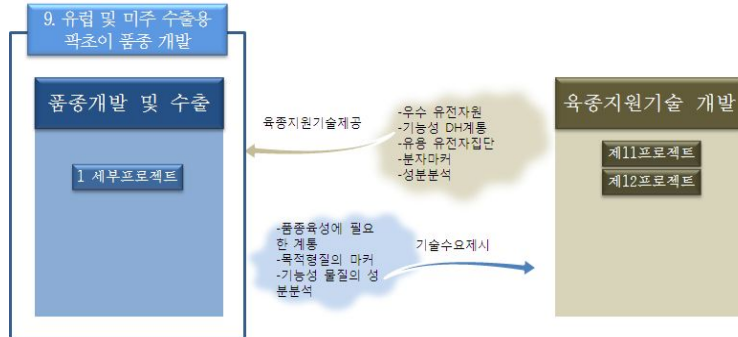 9. 유럽 및 미주 수출용
곽초이 품종 개발
품종개발 및 수출
1 세부프로젝트
육종지원기술제공
-우수 유전자원
-기능성 DH계통
-유용 유전자집단
-분자마커
-성분분석
-품종육성에 필요
한 계통
-목적형질의 마커
-기능성 물질의 성
분분석
기술수요제시
육종지원기술 개발
제11프로젝트
제12프로젝트